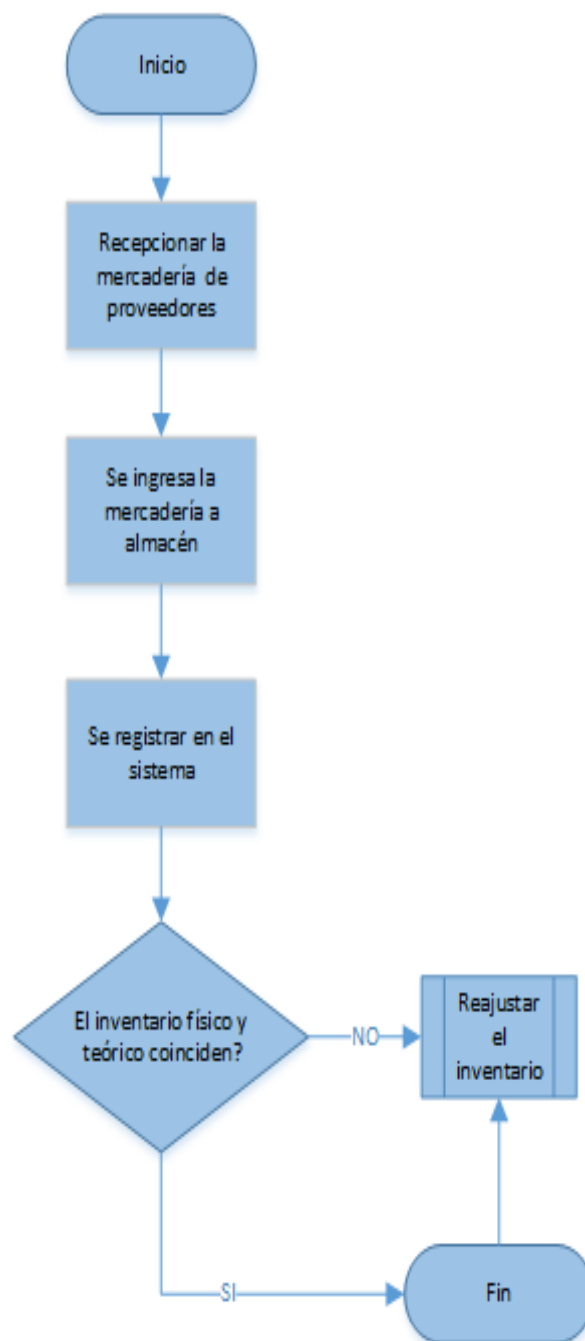 Inicio
Recepcionar la
mercadería de
proveedores
Se ingresa la
mercadería a
almacén
Se registrar en el
sistema
El inventario físico y
teórico coinciden?
NO
Reajustar
el
inventario
SI
Fin